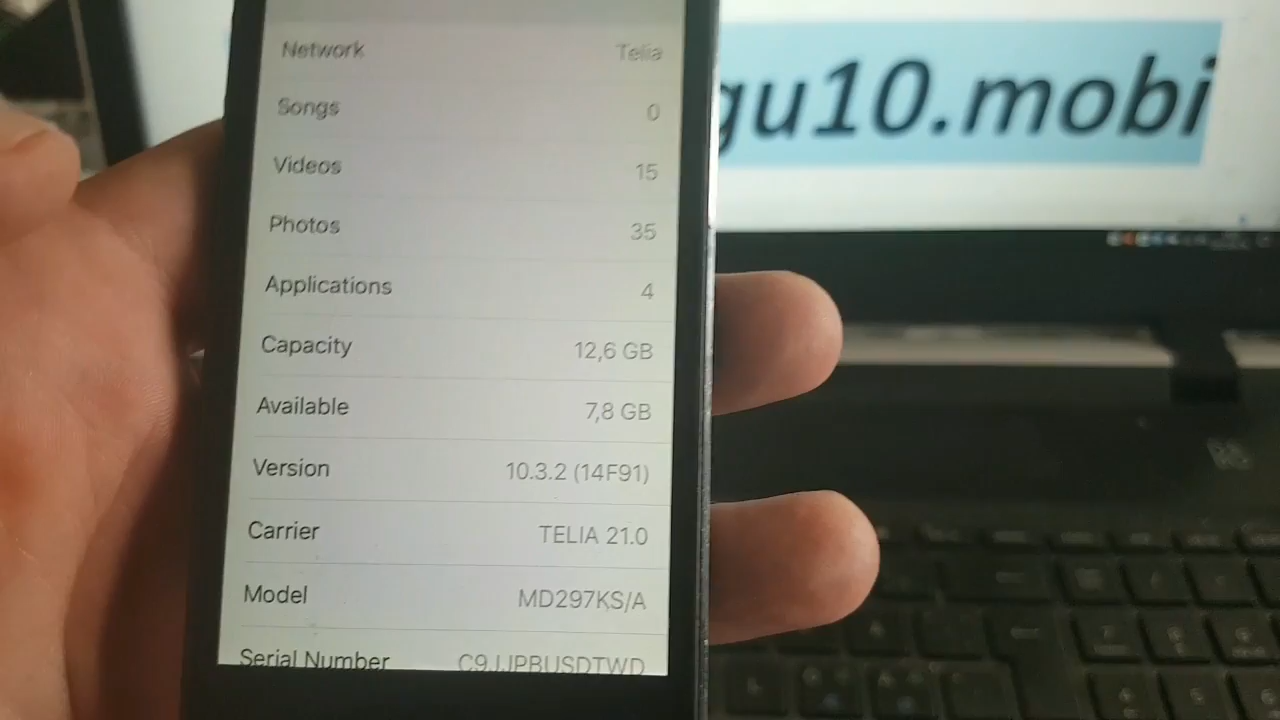 Network Telia
Songs 0
Videos 15
Photos 35
Applications 4
Capacity 12,6 GB
Available 7,8 GB
Version 10.3.2 (14F91)
Carrier TELIA 21.0
Model MD297KS/A
Serial Number
gu10.mobi